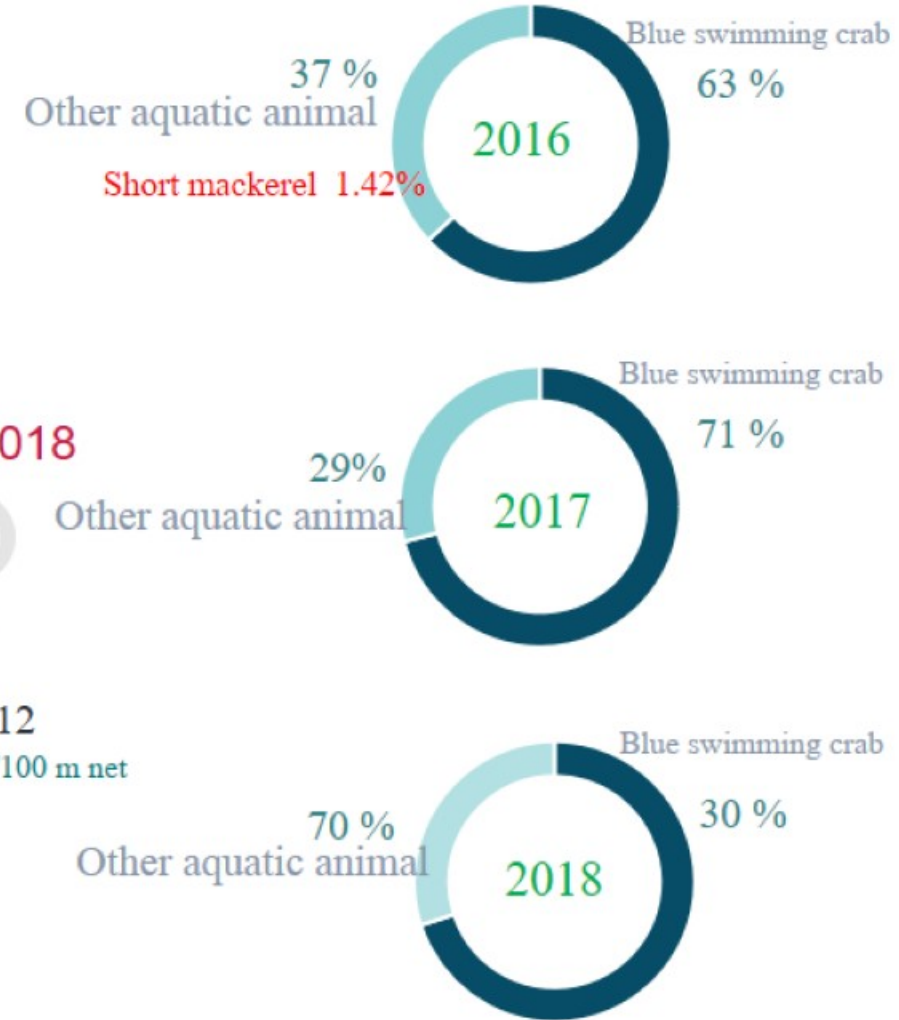 Blue swimming crab
37 %
63 %
Other aquatic animal
2016
Short mackerel 1.42%
Blue swimming crab
018
71 %
29%
Other aquatic animal
2017
12
Blue swimming crab
100 m net
70 %
30 %
Other aquatic animal
2018